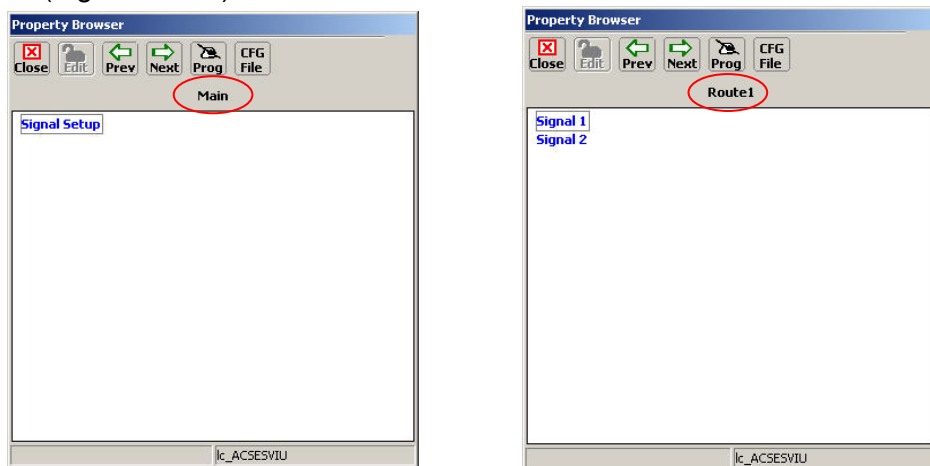 Property Browser
Close Edit Prev Next Prog CFG File
Main
Signal Setup
lc_ACSESVIU
Property Browser
Close Edit Prev Next Prog CFG File
Route1
Signal 1
Signal 2
lc_ACSESVIU